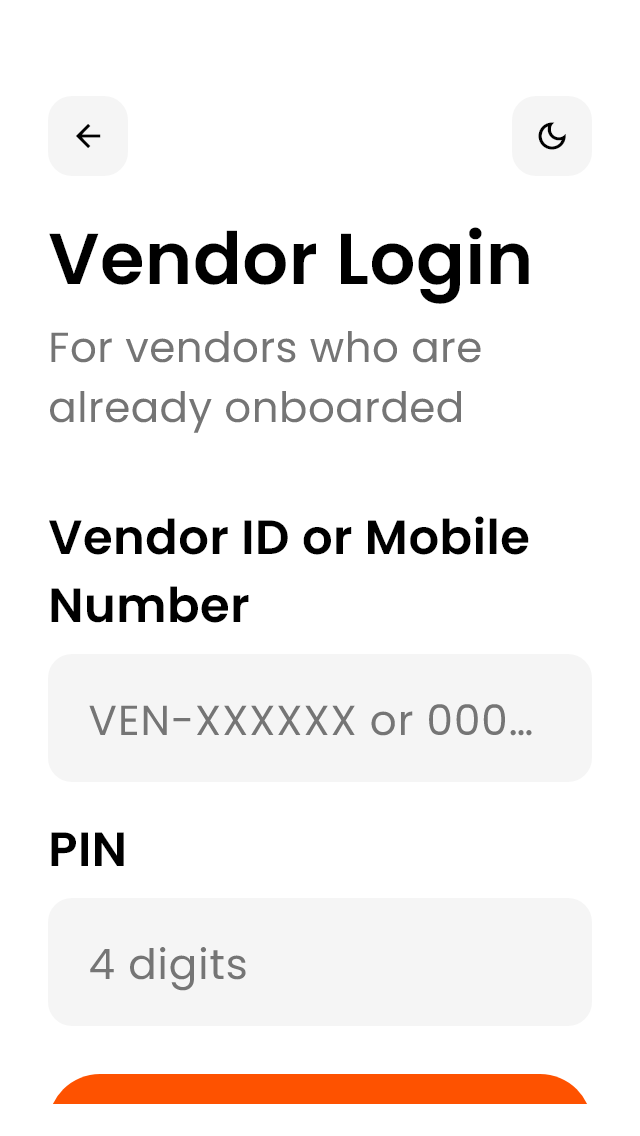 Vendor Login
For vendors who are
already onboarded
Vendor ID or Mobile
Number
VEN-XXXXXX or 000…
PIN
4 digits